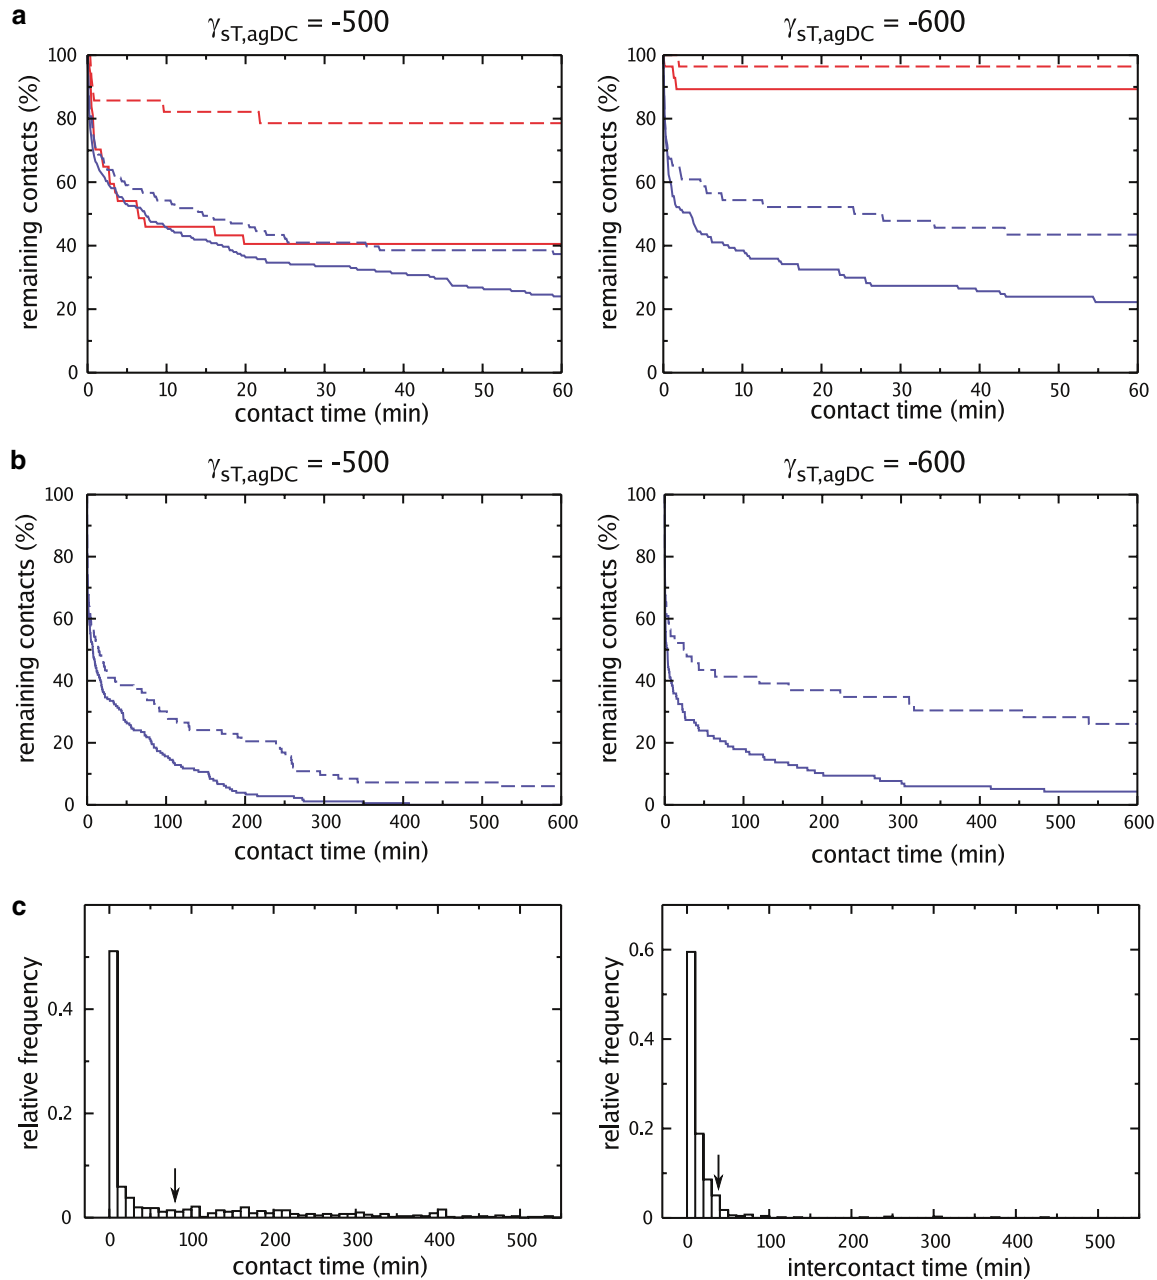 a
γsT,agDC = -500
γsT,agDC = -600
remaining contacts (%)
100
80
60
40
20
0
0 10 20 30 40 50 60
contact time (min)
remaining contacts (%)
100
80
60
40
20
0
0 10 20 30 40 50 60
contact time (min)
b
γsT,agDC = -500
γsT,agDC = -600
remaining contacts (%)
100
80
60
40
20
0
0 100 200 300 400 500 600
contact time (min)
remaining contacts (%)
100
80
60
40
20
0
0 100 200 300 400 500 600
contact time (min)
c
relative frequency
0.4
0.2
0
0 100 200 300 400 500
contact time (min)
relative frequency
0.6
0.4
0.2
0
0 100 200 300 400 500
intercontact time (min)